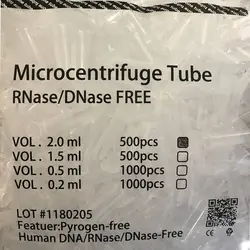 Microcentrifuge Tube
RNase/DNase FREE
VOL. 2.0 ml 500pcs
VOL. 1.5 ml 500pcs
VOL. 0.5 ml 1000pcs
VOL. 0.2 ml 1000pcs
LOT #1180205
Featuer:Pyrogen-free
Human DNA/RNase/DNase-Free